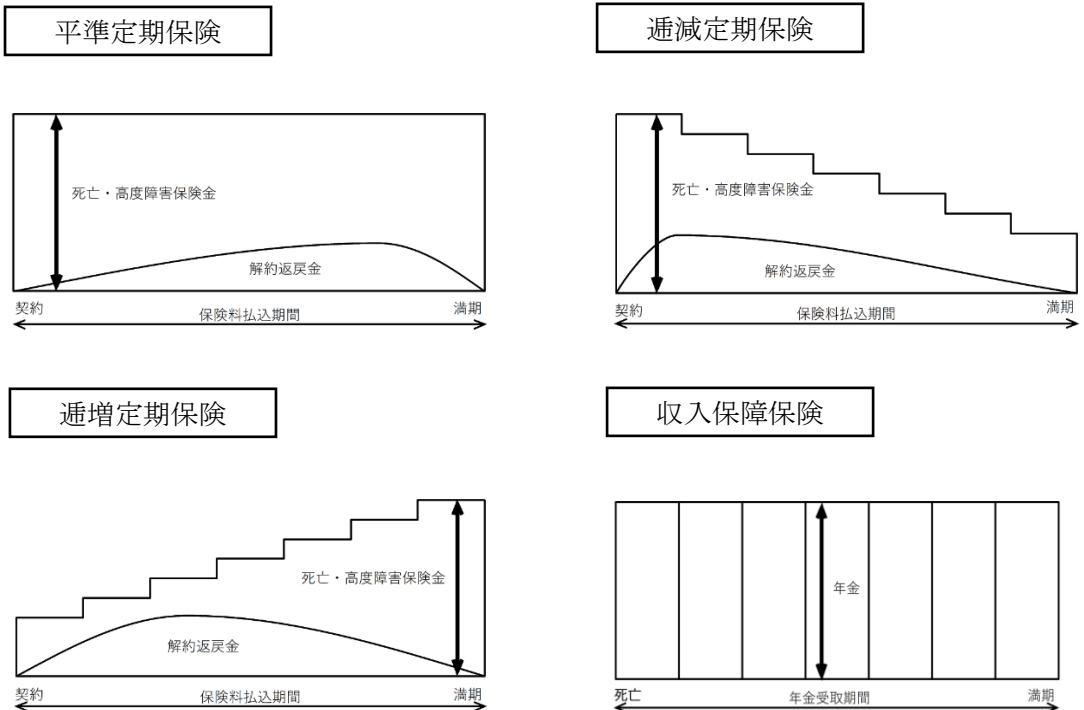 平準定期保険
死亡・高度障害保険金
解約返戻金
契約
保険料払込期間
満期
逓減定期保険
死亡・高度障害保険金
解約返戻金
契約
保険料払込期間
満期
逓増定期保険
死亡・高度障害保険金
解約返戻金
契約
保険料払込期間
満期
収入保障保険
年金
死亡
年金受取期間
満期